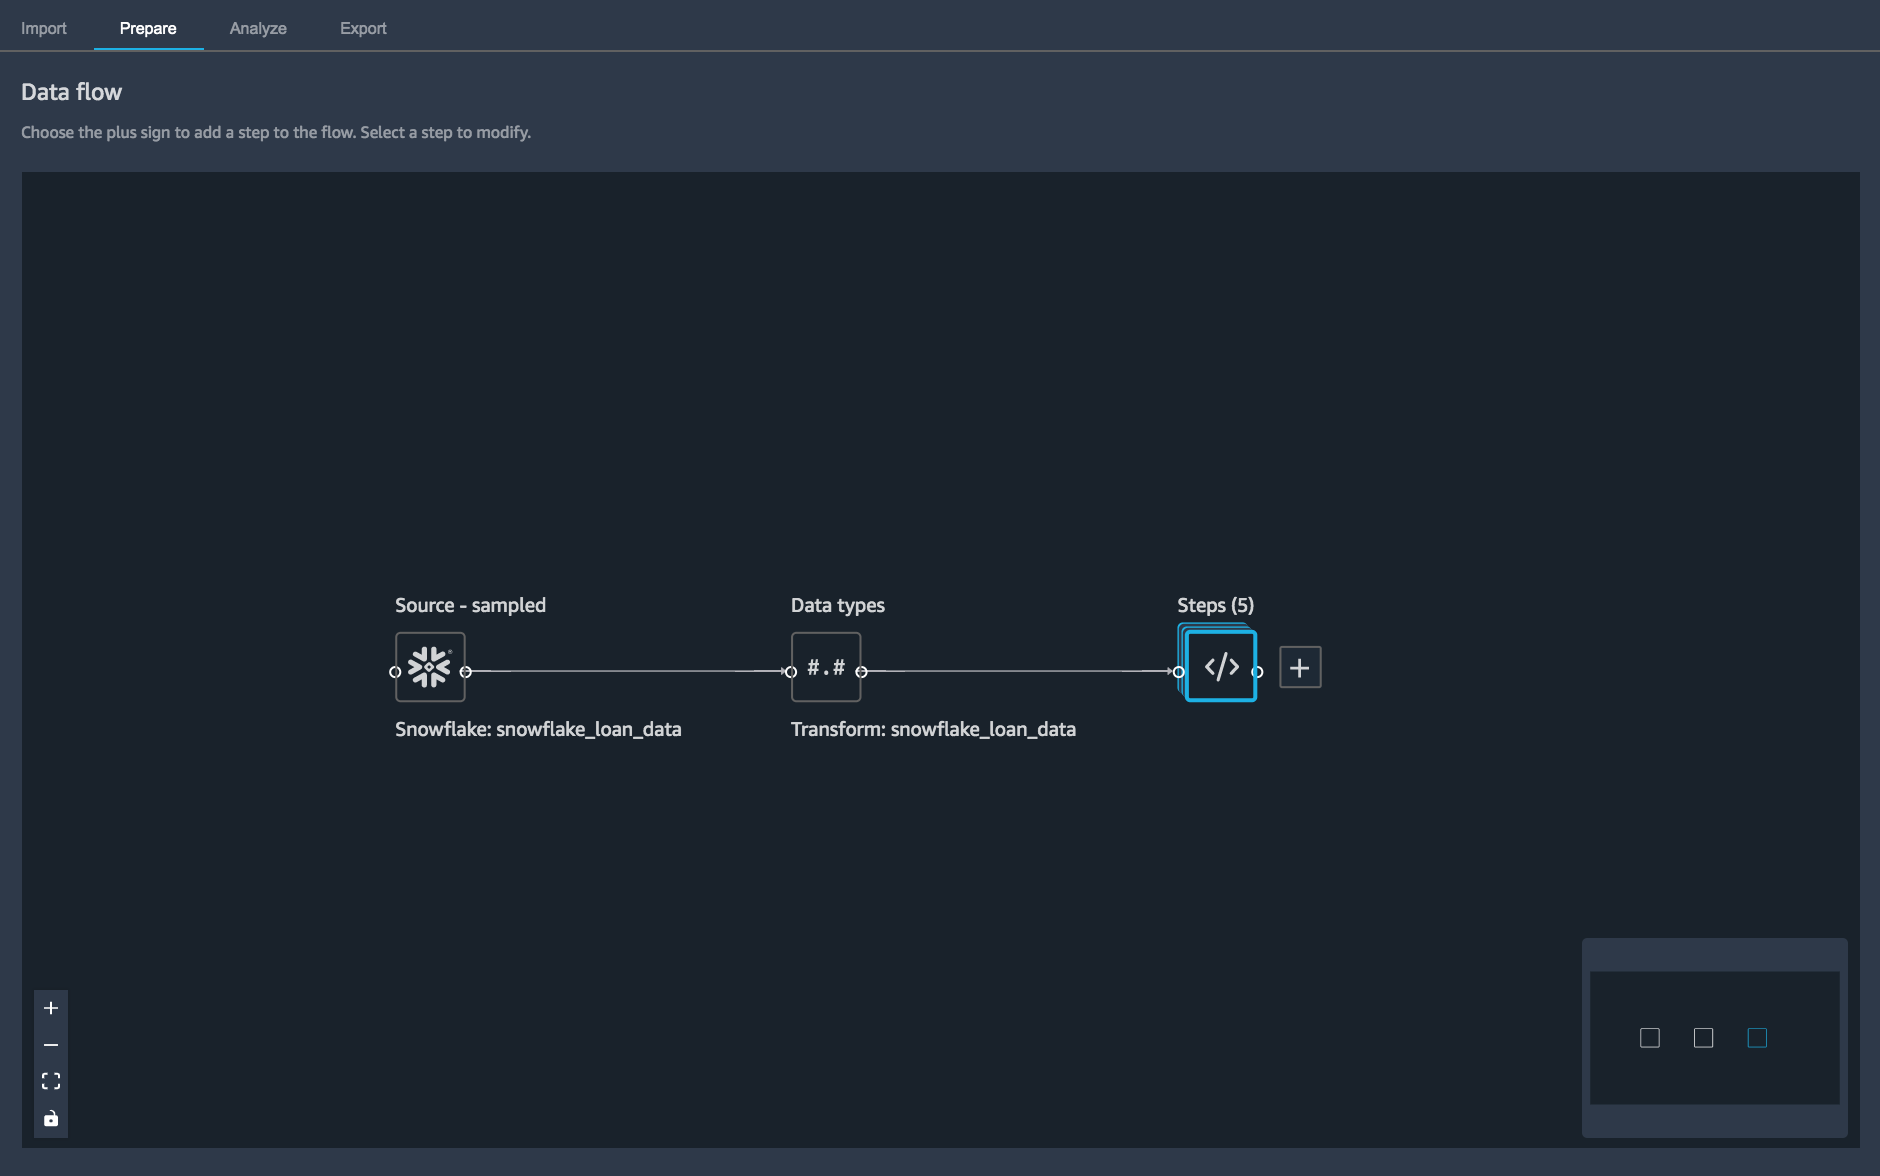 Import
Prepare
Analyze
Export
Data flow
Choose the plus sign to add a step to the flow. Select a step to modify.
Source - sampled
Data types
Steps (5)
#.#
</>
Snowflake: snowflake_loan_data
Transform: snowflake_loan_data